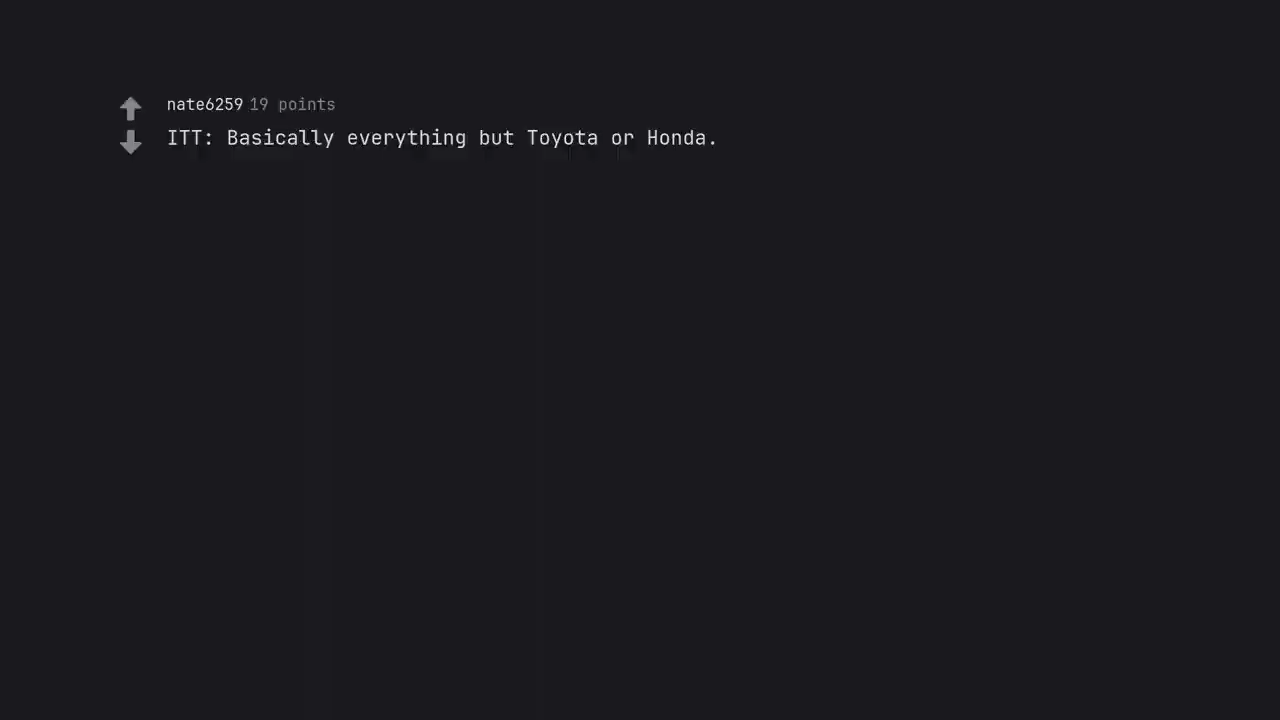 nate6259 19 points
ITT: Basically everything but Toyota or Honda.